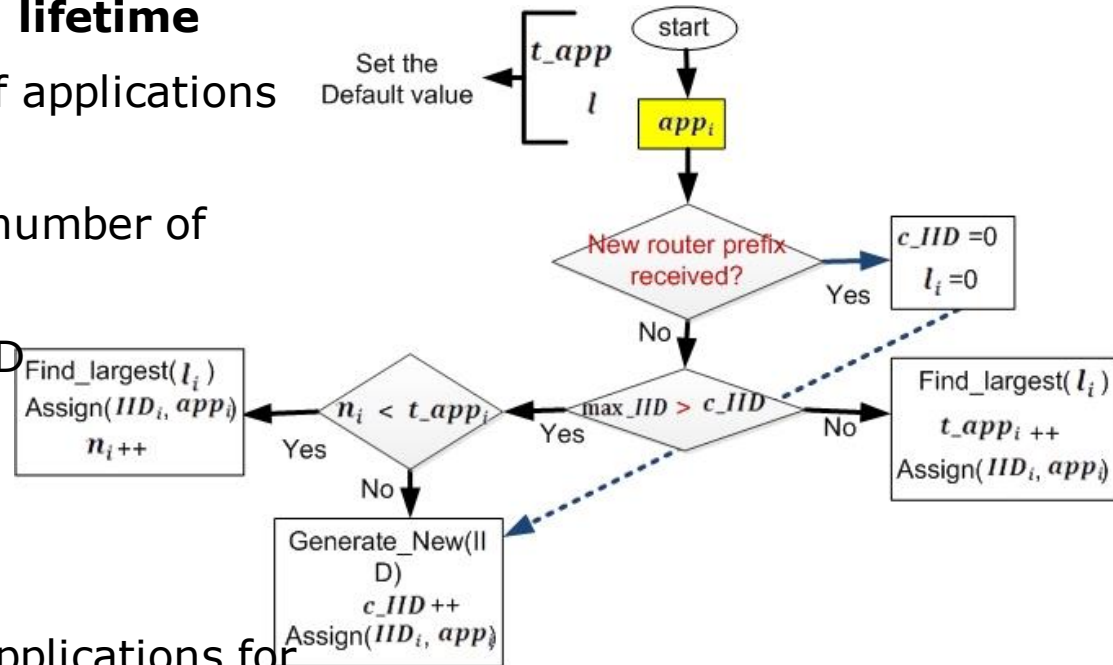 lifetime
f applications
number of
D
applications for
Set the
Default value
t_app
l
start
app_i
New router prefix
received?
Yes
No
c_IID =0
l_i =0
max_IID > c_IID
Yes
No
n_i < t_app_i
Yes
No
Find_largest(l_i)
Assign(IID_i, app_i)
n_i++
Find_largest(l_i)
t_app_i ++
Assign(IID_i, app_i)
Generate_New(II
D)
c_IID ++
Assign(IID_i, app_i)